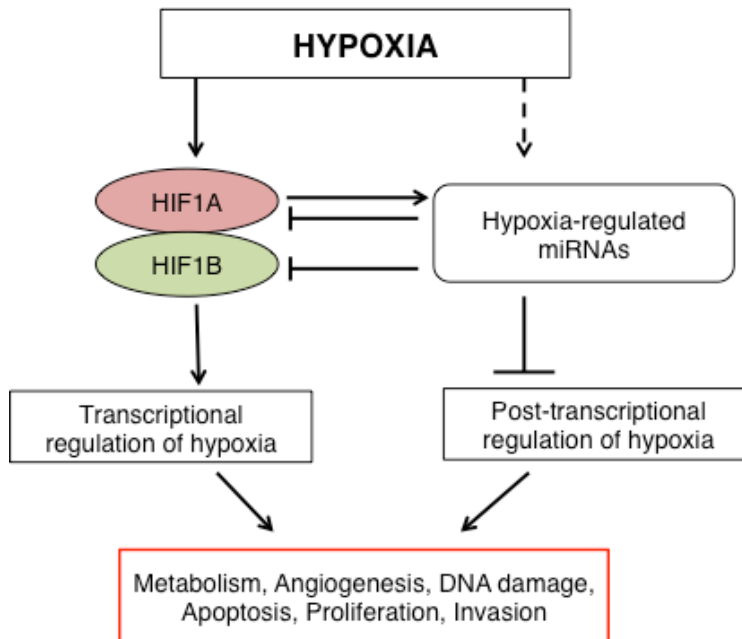 HYPOXIA
HIF1A
HIF1B
Hypoxia-regulated
miRNAs
Transcriptional
regulation of hypoxia
Post-transcriptional
regulation of hypoxia
Metabolism, Angiogenesis, DNA damage,
Apoptosis, Proliferation, Invasion